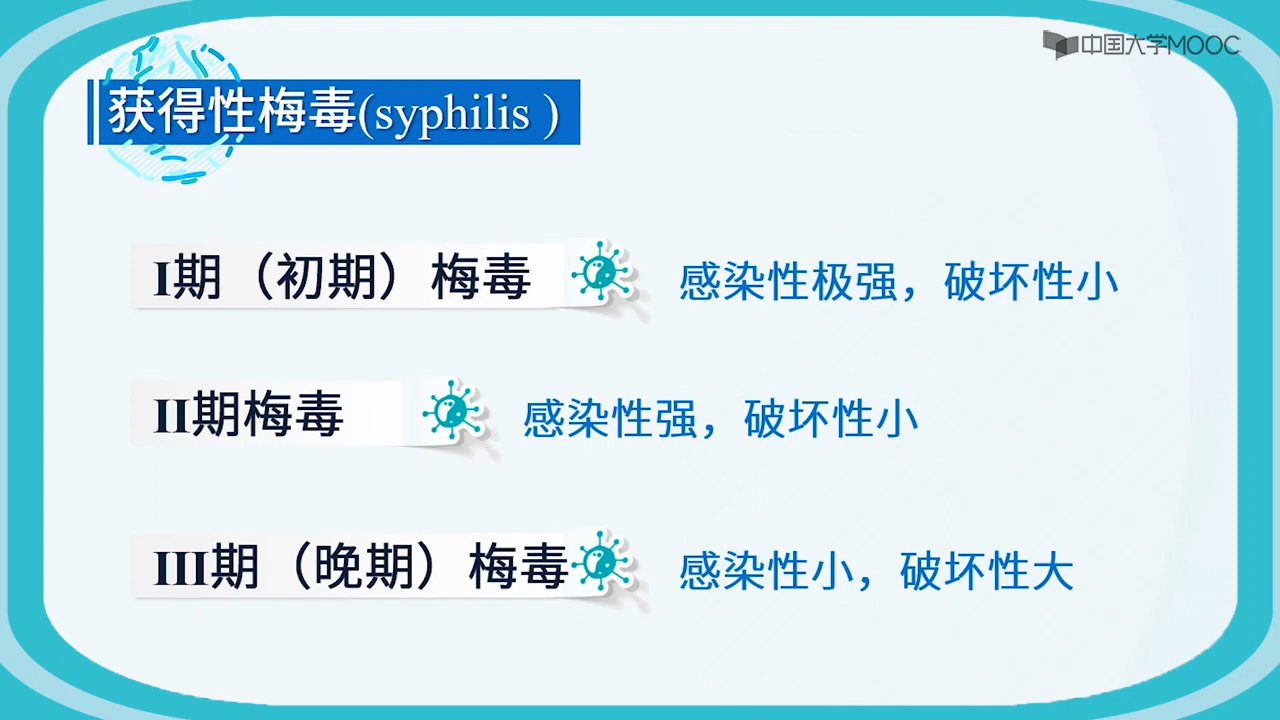 中国大学MOOC
获得性梅毒(syphilis )
I期（初期）梅毒 感染性极强，破坏性小
II期梅毒 感染性强，破坏性小
III期（晚期）梅毒 感染性小，破坏性大